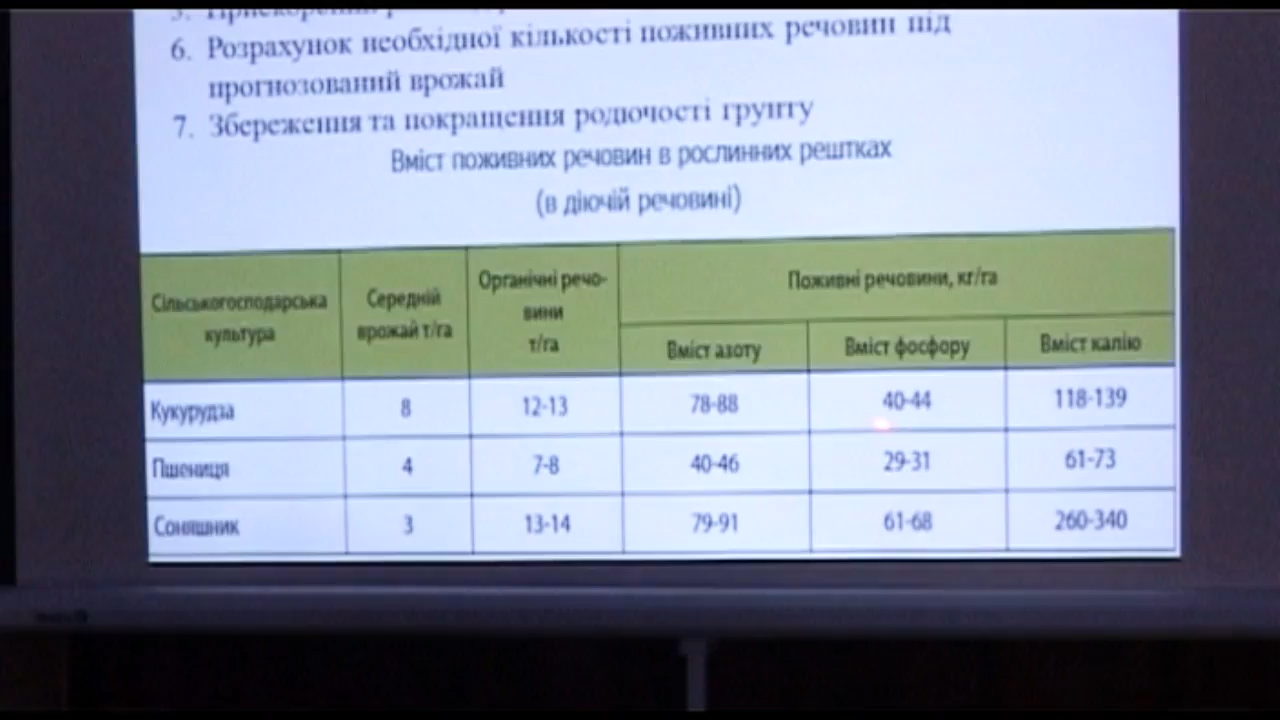 6. Розрахунок необхідної кількості поживних речовин під
прогнозований врожай
7. Збереження та покращення родючості грунту
Вміст поживних речовин в рослинних рештках
(в діючій речовині)
Сільськогосподарська
культура
Середній
врожай т/га
Органічні речо-
вини
т/га
Поживні речовини, кг/га
Вміст азоту
Вміст фосфору
Вміст калію
Кукурудза 8 12-13 78-88 40-44 118-139
Пшениця 4 7-8 40-46 29-31 61-73
Соняшник 3 13-14 79-91 61-68 260-340